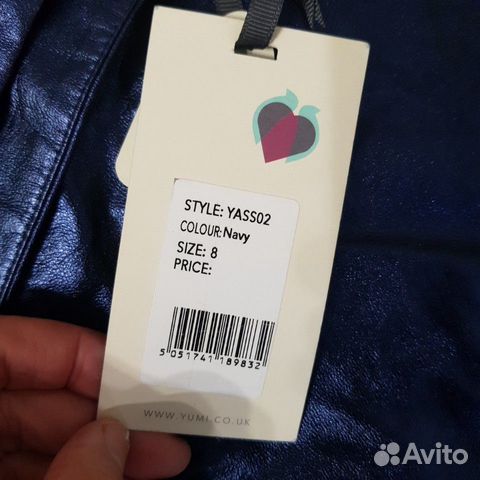 STYLE: YASS02
COLOUR: Navy
SIZE: 8
PRICE:
5 051741 189832
WWW.YUMI.CO.UK
Avito